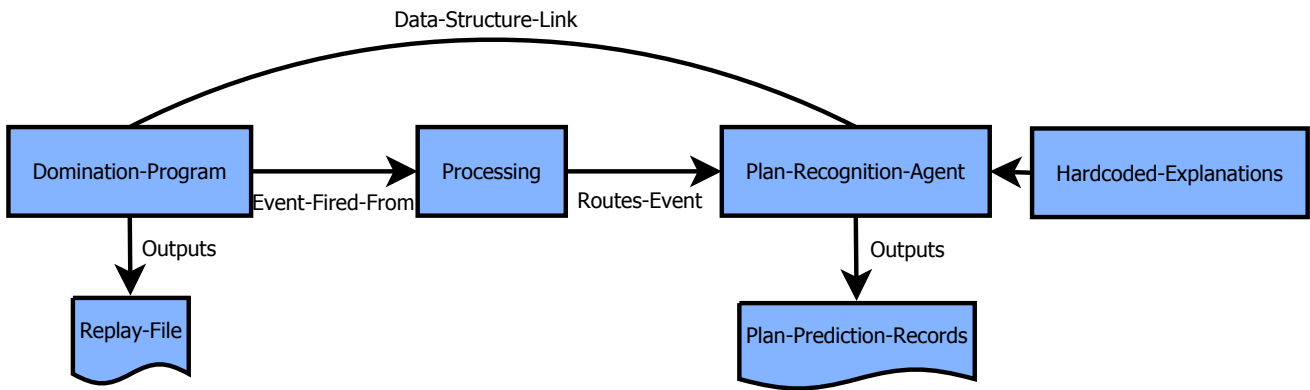 Data-Structure-Link
Domination-Program
Processing
Plan-Recognition-Agent
Hardcoded-Explanations
Event-Fired-From
Routes-Event
Outputs
Outputs
Replay-File
Plan-Prediction-Records